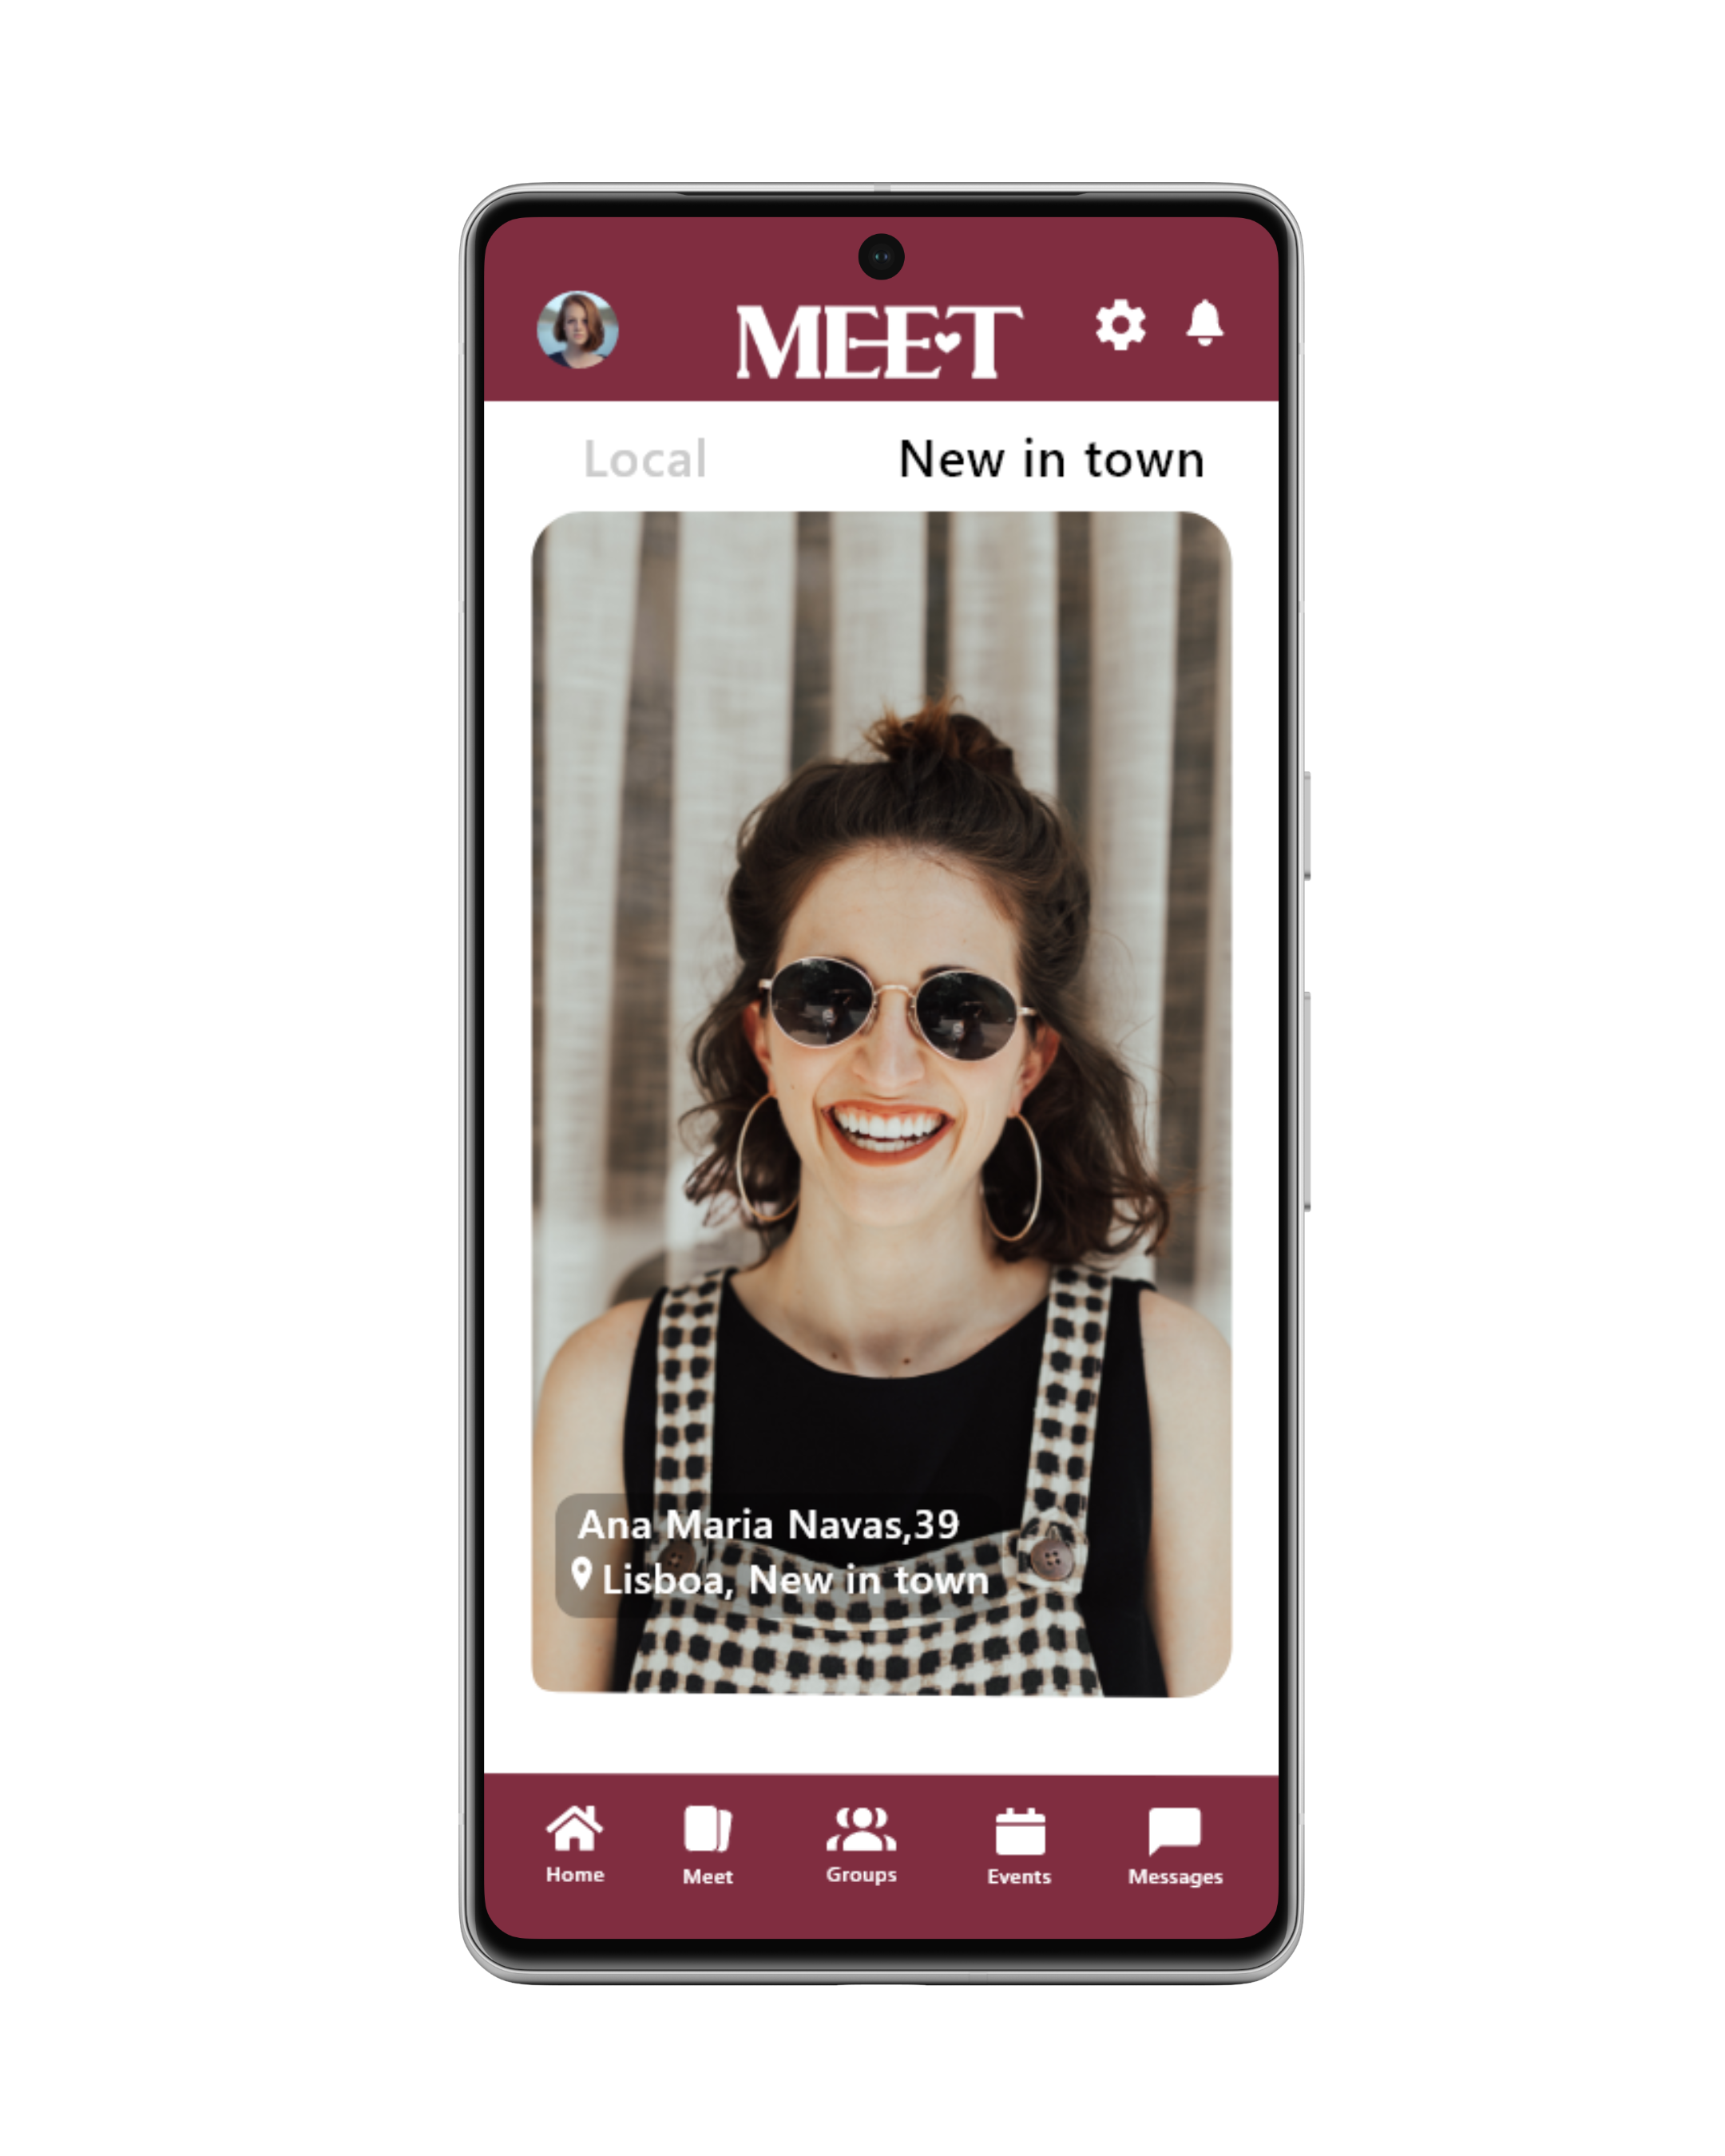 MEET
Local
New in town
Ana Maria Navas,39
Lisboa, New in town
Home
Meet
Groups
Events
Messages